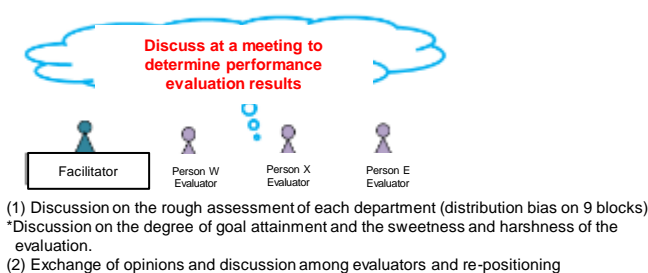 Discuss at a meeting to
determine performance
evaluation results
Facilitator
Person W
Evaluator
Person X
Evaluator
Person E
Evaluator
(1) Discussion on the rough assessment of each department (distribution bias on 9 blocks)
*Discussion on the degree of goal attainment and the sweetness and harshness of the
evaluation.
(2) Exchange of opinions and discussion among evaluators and re-positioning